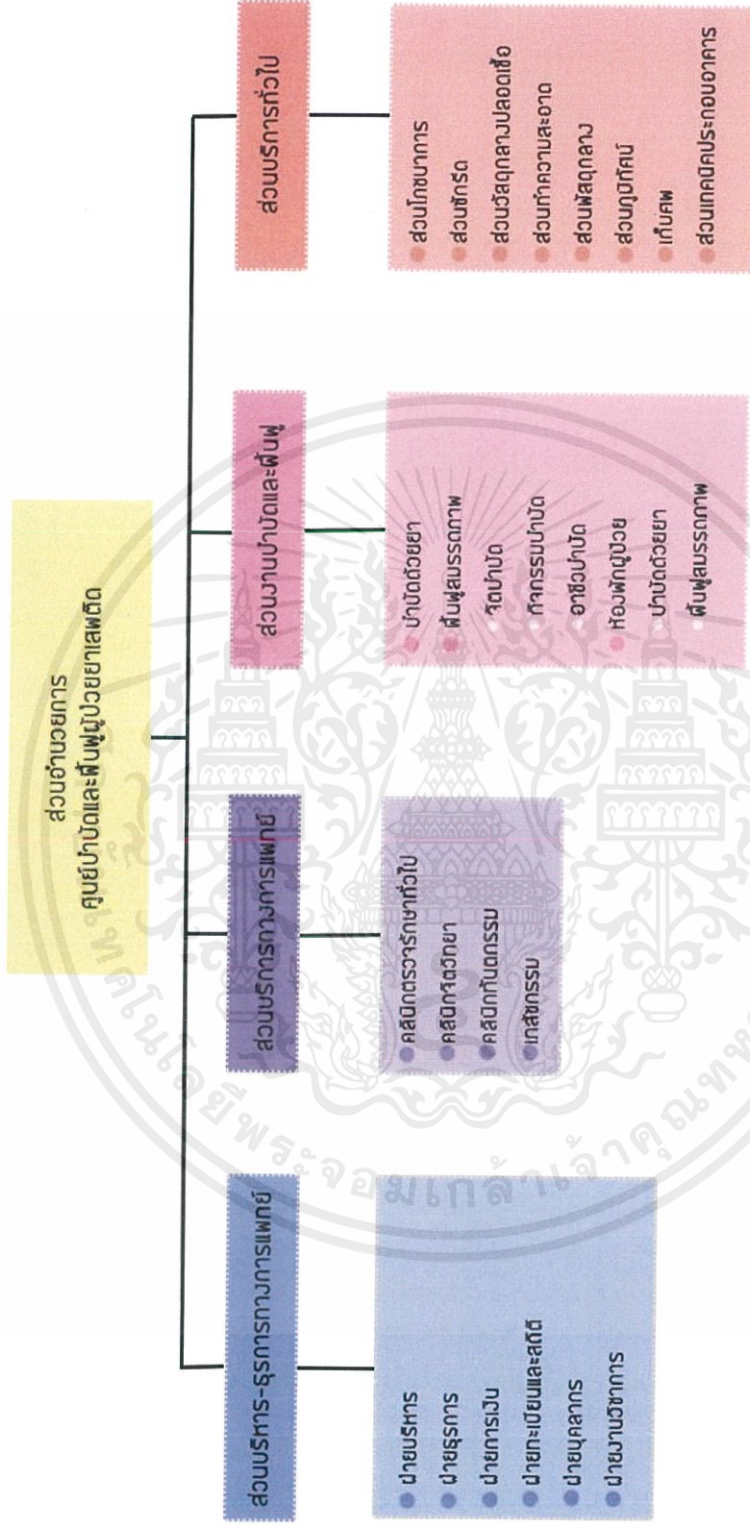 ส่วนอำนวยการ
ศูนย์บำบัดและฟื้นฟูผู้ป่วยยาเสพติด
ส่วนบริหาร-ธุรการทางการแพทย์
ฝ่ายบริหาร
ฝ่ายธุรการ
ฝ่ายการเงิน
ฝ่ายทะเบียนและสถิติ
ฝ่ายบุคลากร
ฝ่ายงานวิชาการ
ส่วนบริการทางการแพทย์
คลินิกตรวจรักษาทั่วไป
คลินิกจิตวิทยา
คลินิกทันตกรรม
เภสัชกรรม
ส่วนงานบำบัดและฟื้นฟู
บำบัดด้วยยา
ฟื้นฟูสมรรถภาพ
จิตบำบัด
กิจกรรมบำบัด
อาชีวบำบัด
ห้องพักผู้ป่วย
บำบัดด้วยยา
ฟื้นฟูสมรรถภาพ
ส่วนบริการทั่วไป
ส่วนโภชนาการ
ส่วนซักรีด
ส่วนวัสดุกลางปลอดเชื้อ
ส่วนทำความสะอาด
ส่วนพัสดุกลาง
ส่วนภูมิทัศน์
เก็บศพ
ส่วนเทคนิคประกอบอาคาร